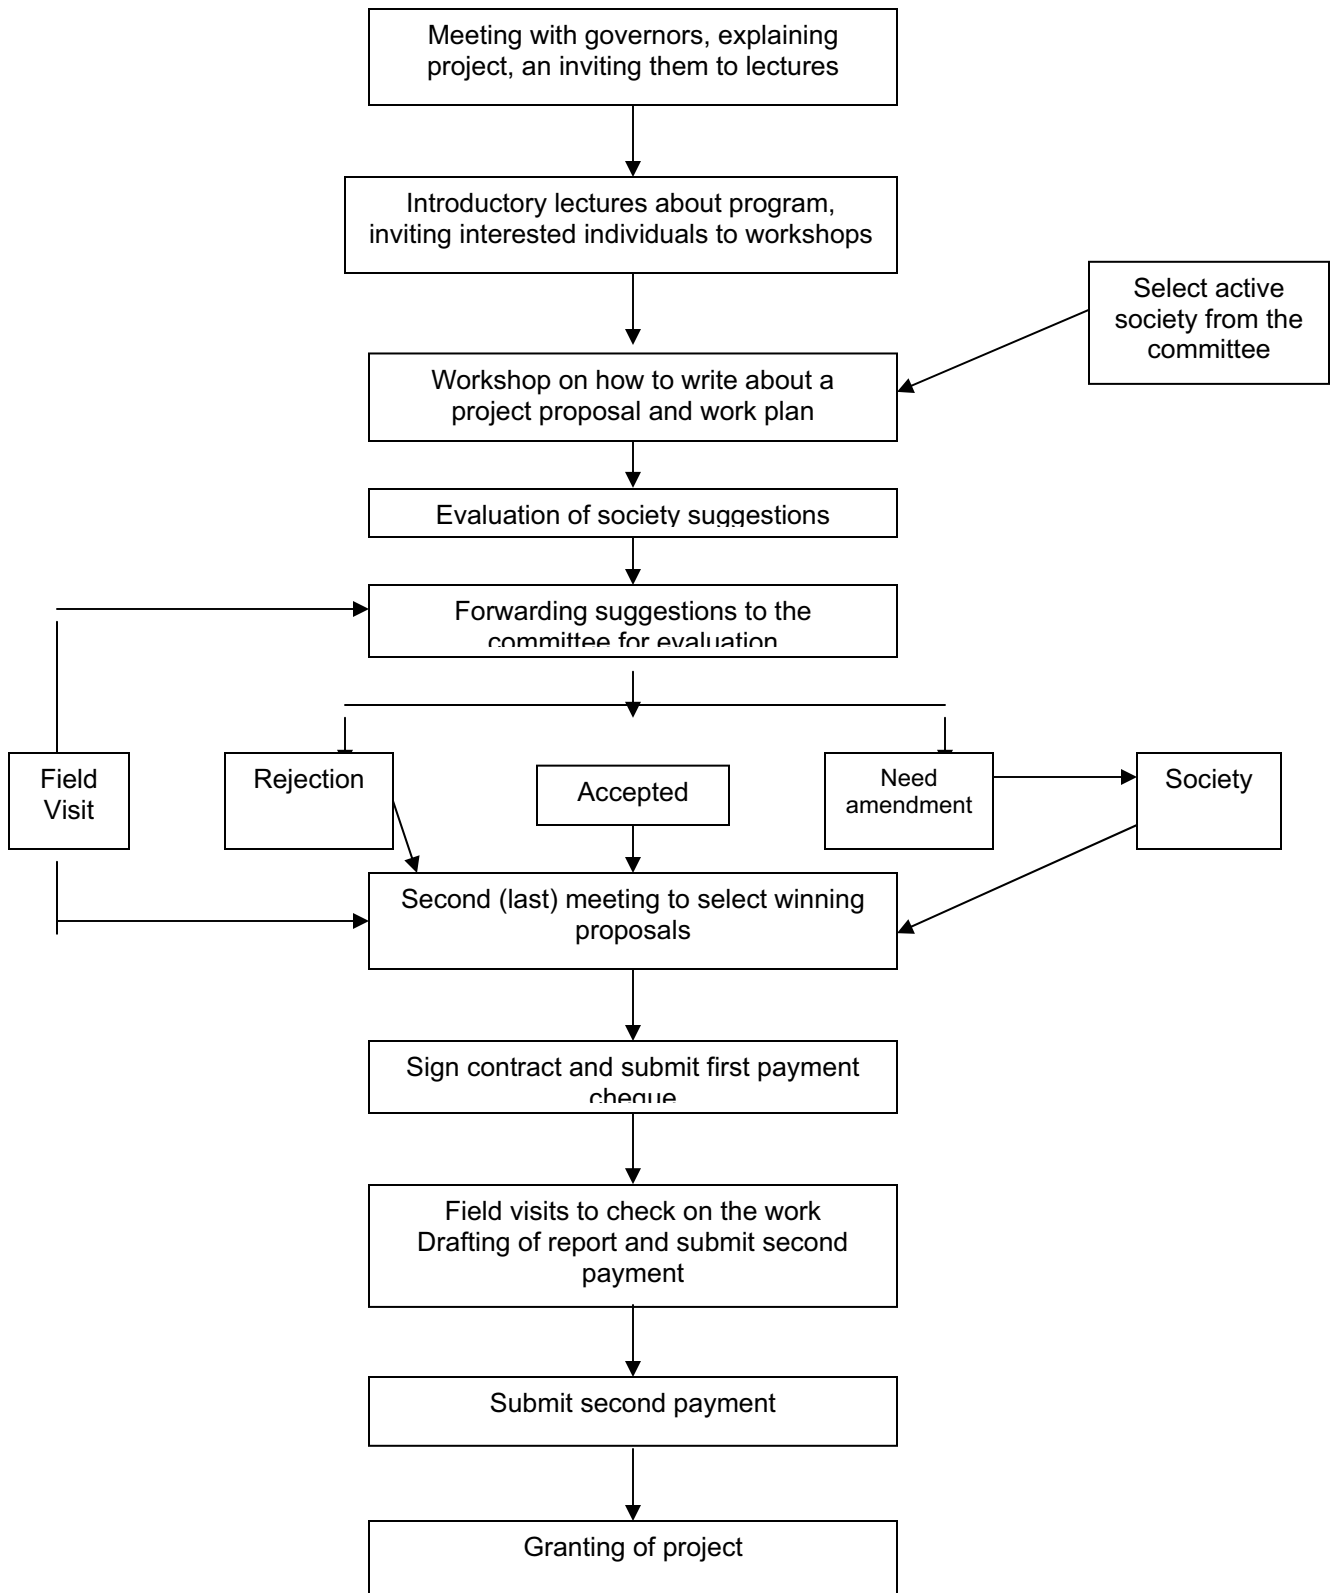 Meeting with governors, explaining
project, an inviting them to lectures
Introductory lectures about program,
inviting interested individuals to workshops
Select active
society from the
committee
Workshop on how to write about a
project proposal and work plan
Evaluation of society suggestions
Forwarding suggestions to the
committee for evaluation
Field
Visit
Rejection
Accepted
Need
amendment
Society
Second (last) meeting to select winning
proposals
Sign contract and submit first payment
cheque
Field visits to check on the work
Drafting of report and submit second
payment
Submit second payment
Granting of project